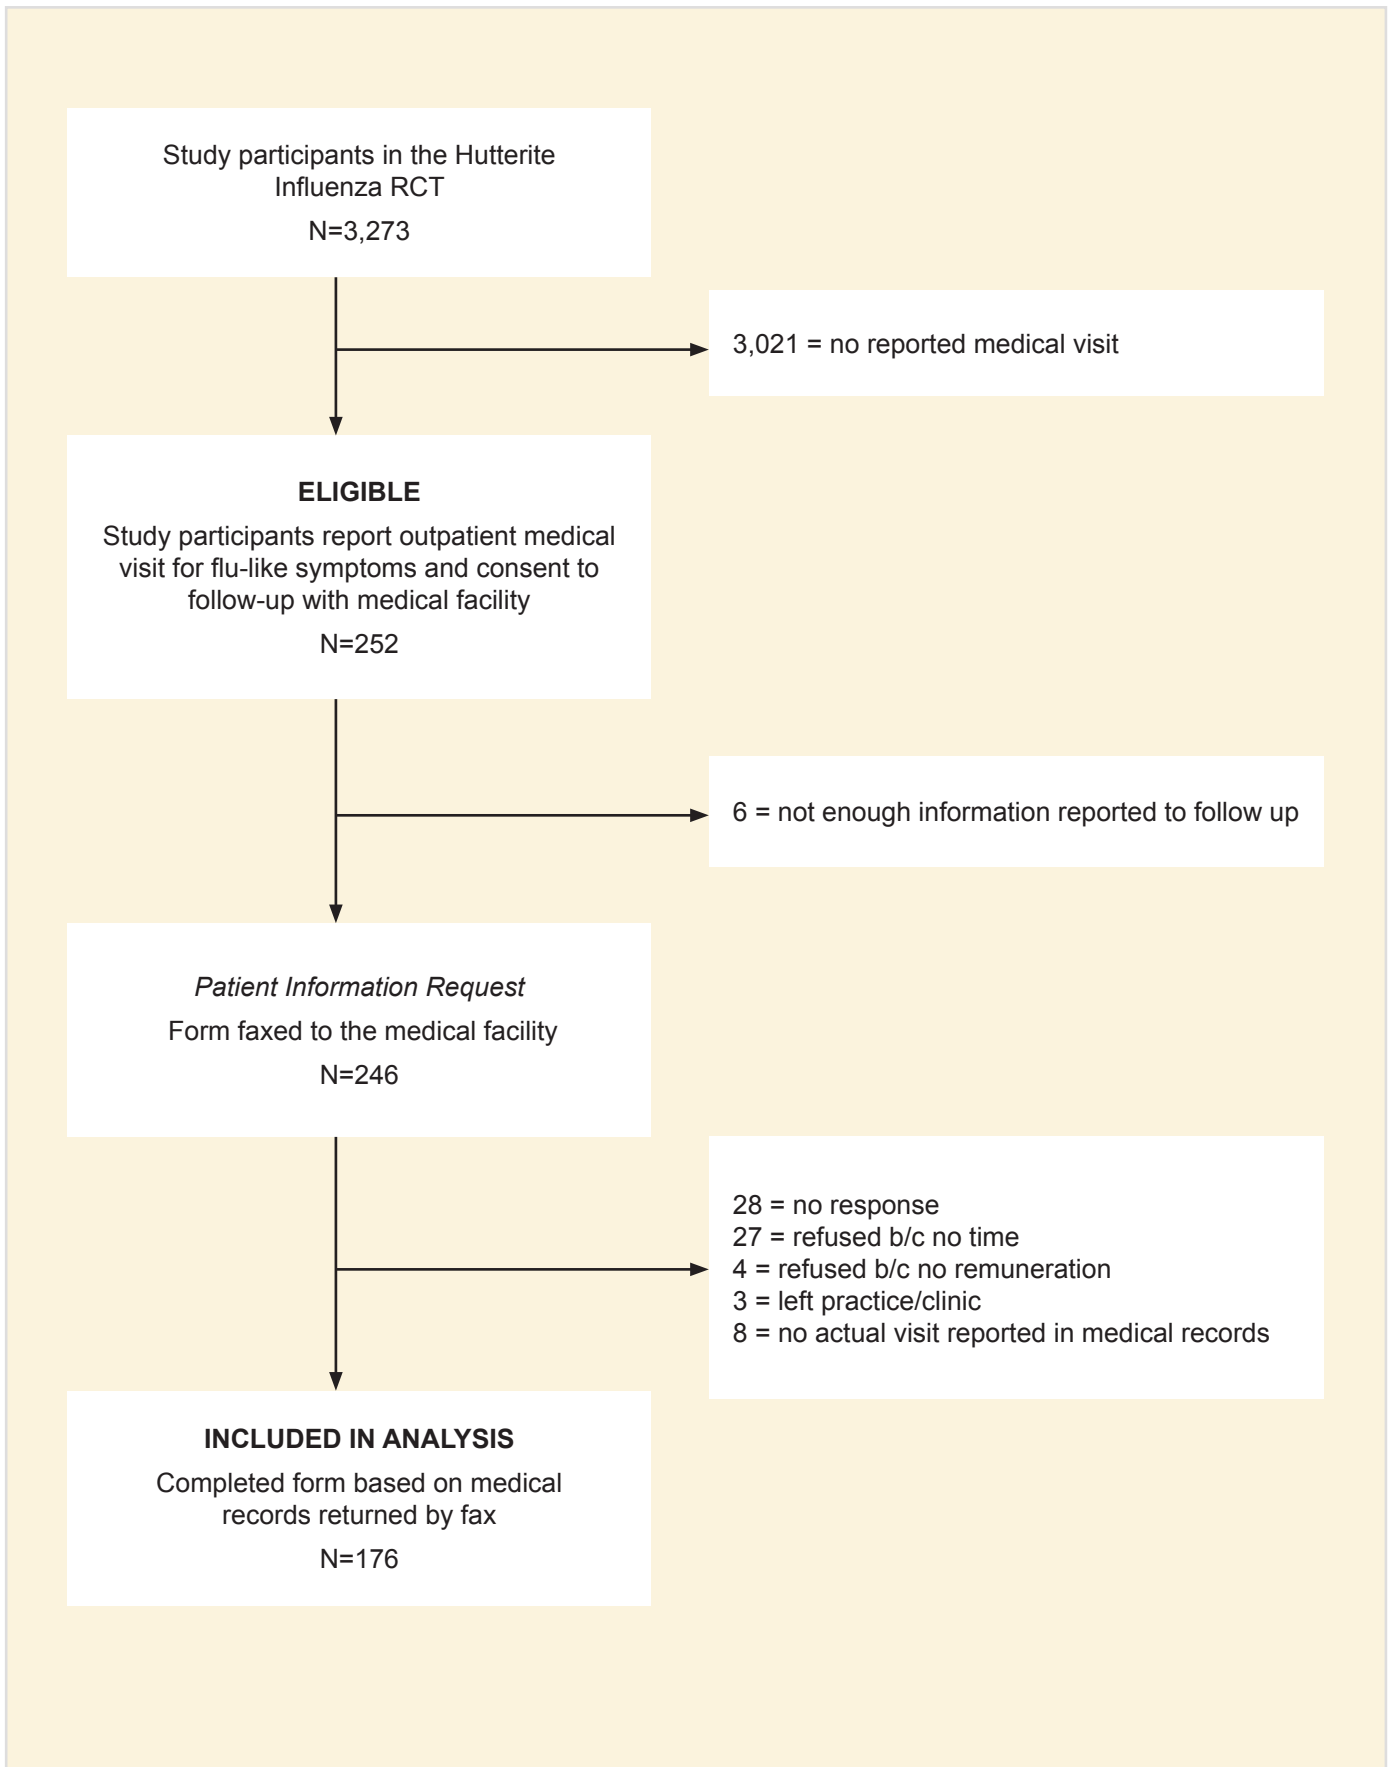 Study participants in the Hutterite
Influenza RCT
N=3,273
3,021 = no reported medical visit
ELIGIBLE
Study participants report outpatient medical
visit for flu-like symptoms and consent to
follow-up with medical facility
N=252
6 = not enough information reported to follow up
Patient Information Request
Form faxed to the medical facility
N=246
28 = no response
27 = refused b/c no time
4 = refused b/c no remuneration
3 = left practice/clinic
8 = no actual visit reported in medical records
INCLUDED IN ANALYSIS
Completed form based on medical
records returned by fax
N=176